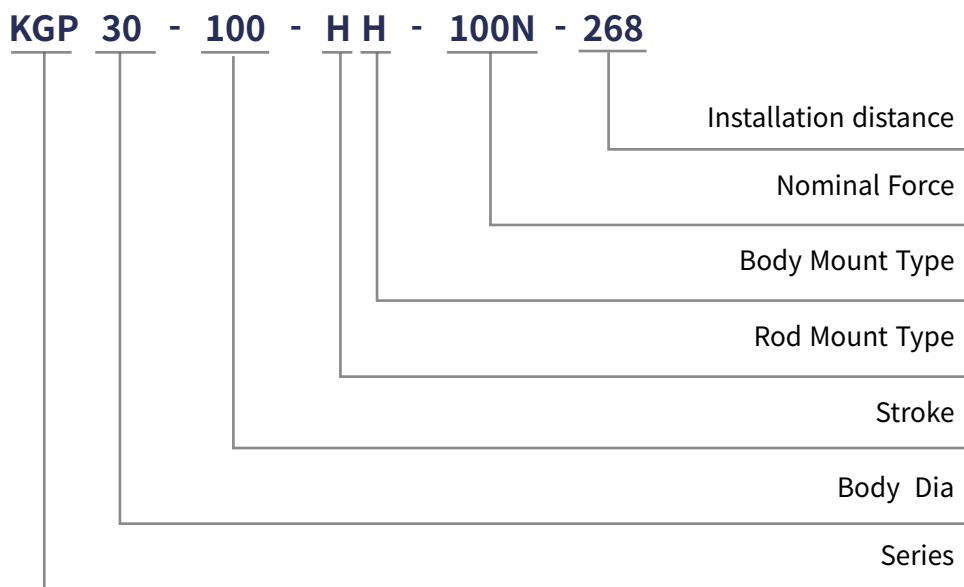 KGP 30 - 100 - H H - 100N - 268
Installation distance
Nominal Force
Body Mount Type
Rod Mount Type
Stroke
Body Dia
Series